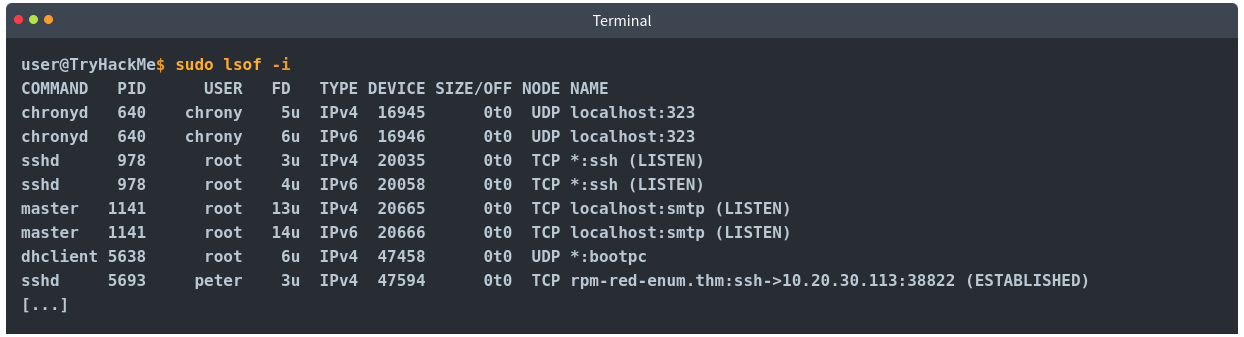 Terminal
user@TryHackMe$ sudo lsof -i
COMMAND   PID      USER   FD   TYPE DEVICE SIZE/OFF NODE NAME
chronyd   640    chrony    5u  IPv4  16945      0t0  UDP localhost:323
chronyd   640    chrony    6u  IPv6  16946      0t0  UDP localhost:323
sshd      978      root    3u  IPv4  20035      0t0  TCP *:ssh (LISTEN)
sshd      978      root    4u  IPv6  20058      0t0  TCP *:ssh (LISTEN)
master   1141      root   13u  IPv4  20665      0t0  TCP localhost:smtp (LISTEN)
master   1141      root   14u  IPv6  20666      0t0  TCP localhost:smtp (LISTEN)
dhclient 5638      root    6u  IPv4  47458      0t0  UDP *:bootpc
sshd     5693     peter    3u  IPv4  47594      0t0  TCP rpm-red-enum.thm:ssh->10.20.30.113:38822 (ESTABLISHED)
[...]